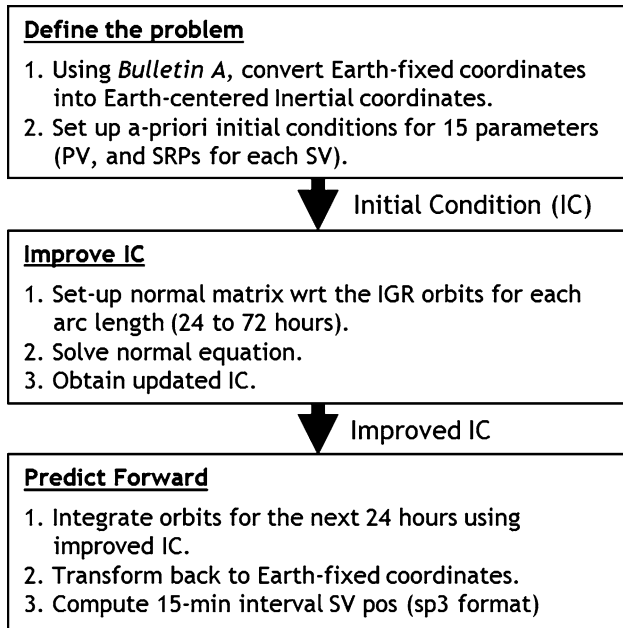 Define the problem
1. Using Bulletin A, convert Earth-fixed coordinates
into Earth-centered Inertial coordinates.
2. Set up a-priori initial conditions for 15 parameters
(PV, and SRPs for each SV).
Initial Condition (IC)
Improve IC
1. Set-up normal matrix wrt the IGR orbits for each
arc length (24 to 72 hours).
2. Solve normal equation.
3. Obtain updated IC.
Improved IC
Predict Forward
1. Integrate orbits for the next 24 hours using
improved IC.
2. Transform back to Earth-fixed coordinates.
3. Compute 15-min interval SV pos (sp3 format)